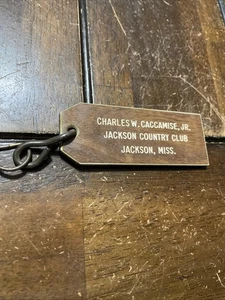 CHARLES W. CACCAMISE, JR.
JACKSON COUNTRY CLUB
JACKSON, MISS.